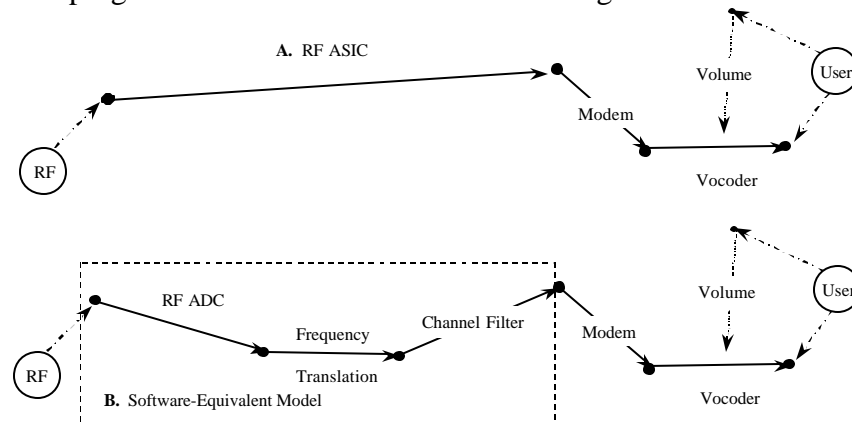 A. RF ASIC
Volume
User
Modem
RF
Vocoder
RF ADC
Volume
User
Frequency
Channel Filter
Modem
RF
Translation
Vocoder
B. Software-Equivalent Model